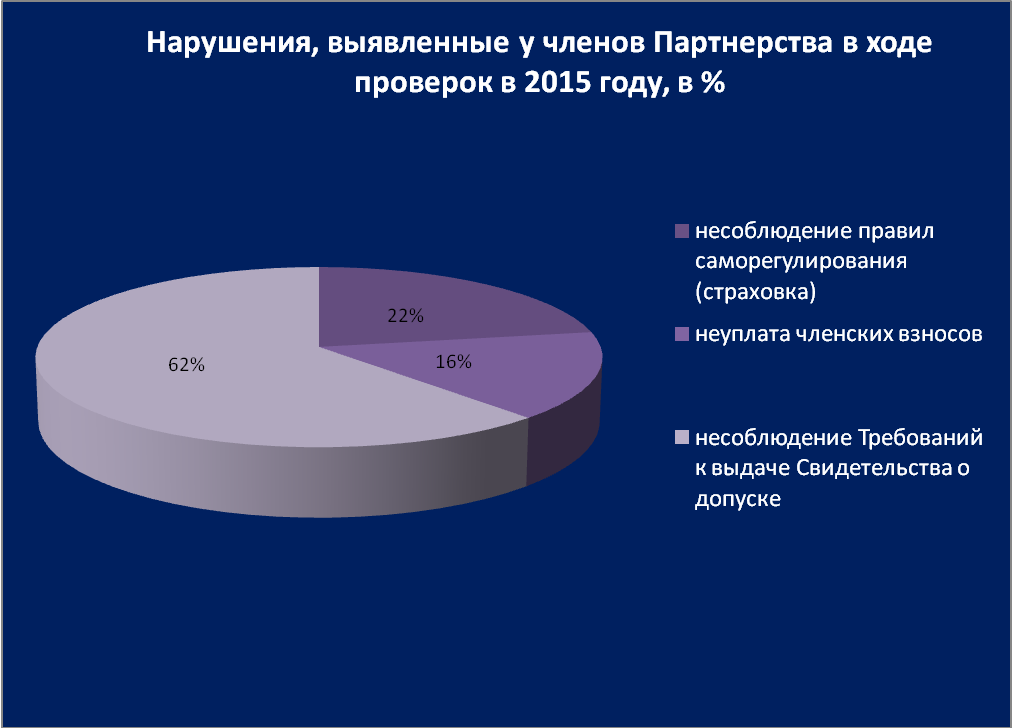 Нарушения, выявленные у членов Партнерства в ходе
проверок в 2015 году, в %
22%
16%
62%
несоблюдение правил
саморегулирования
(страховка)
неуплата членских взносов
несоблюдение Требований
к выдаче Свидетельства о
допуске